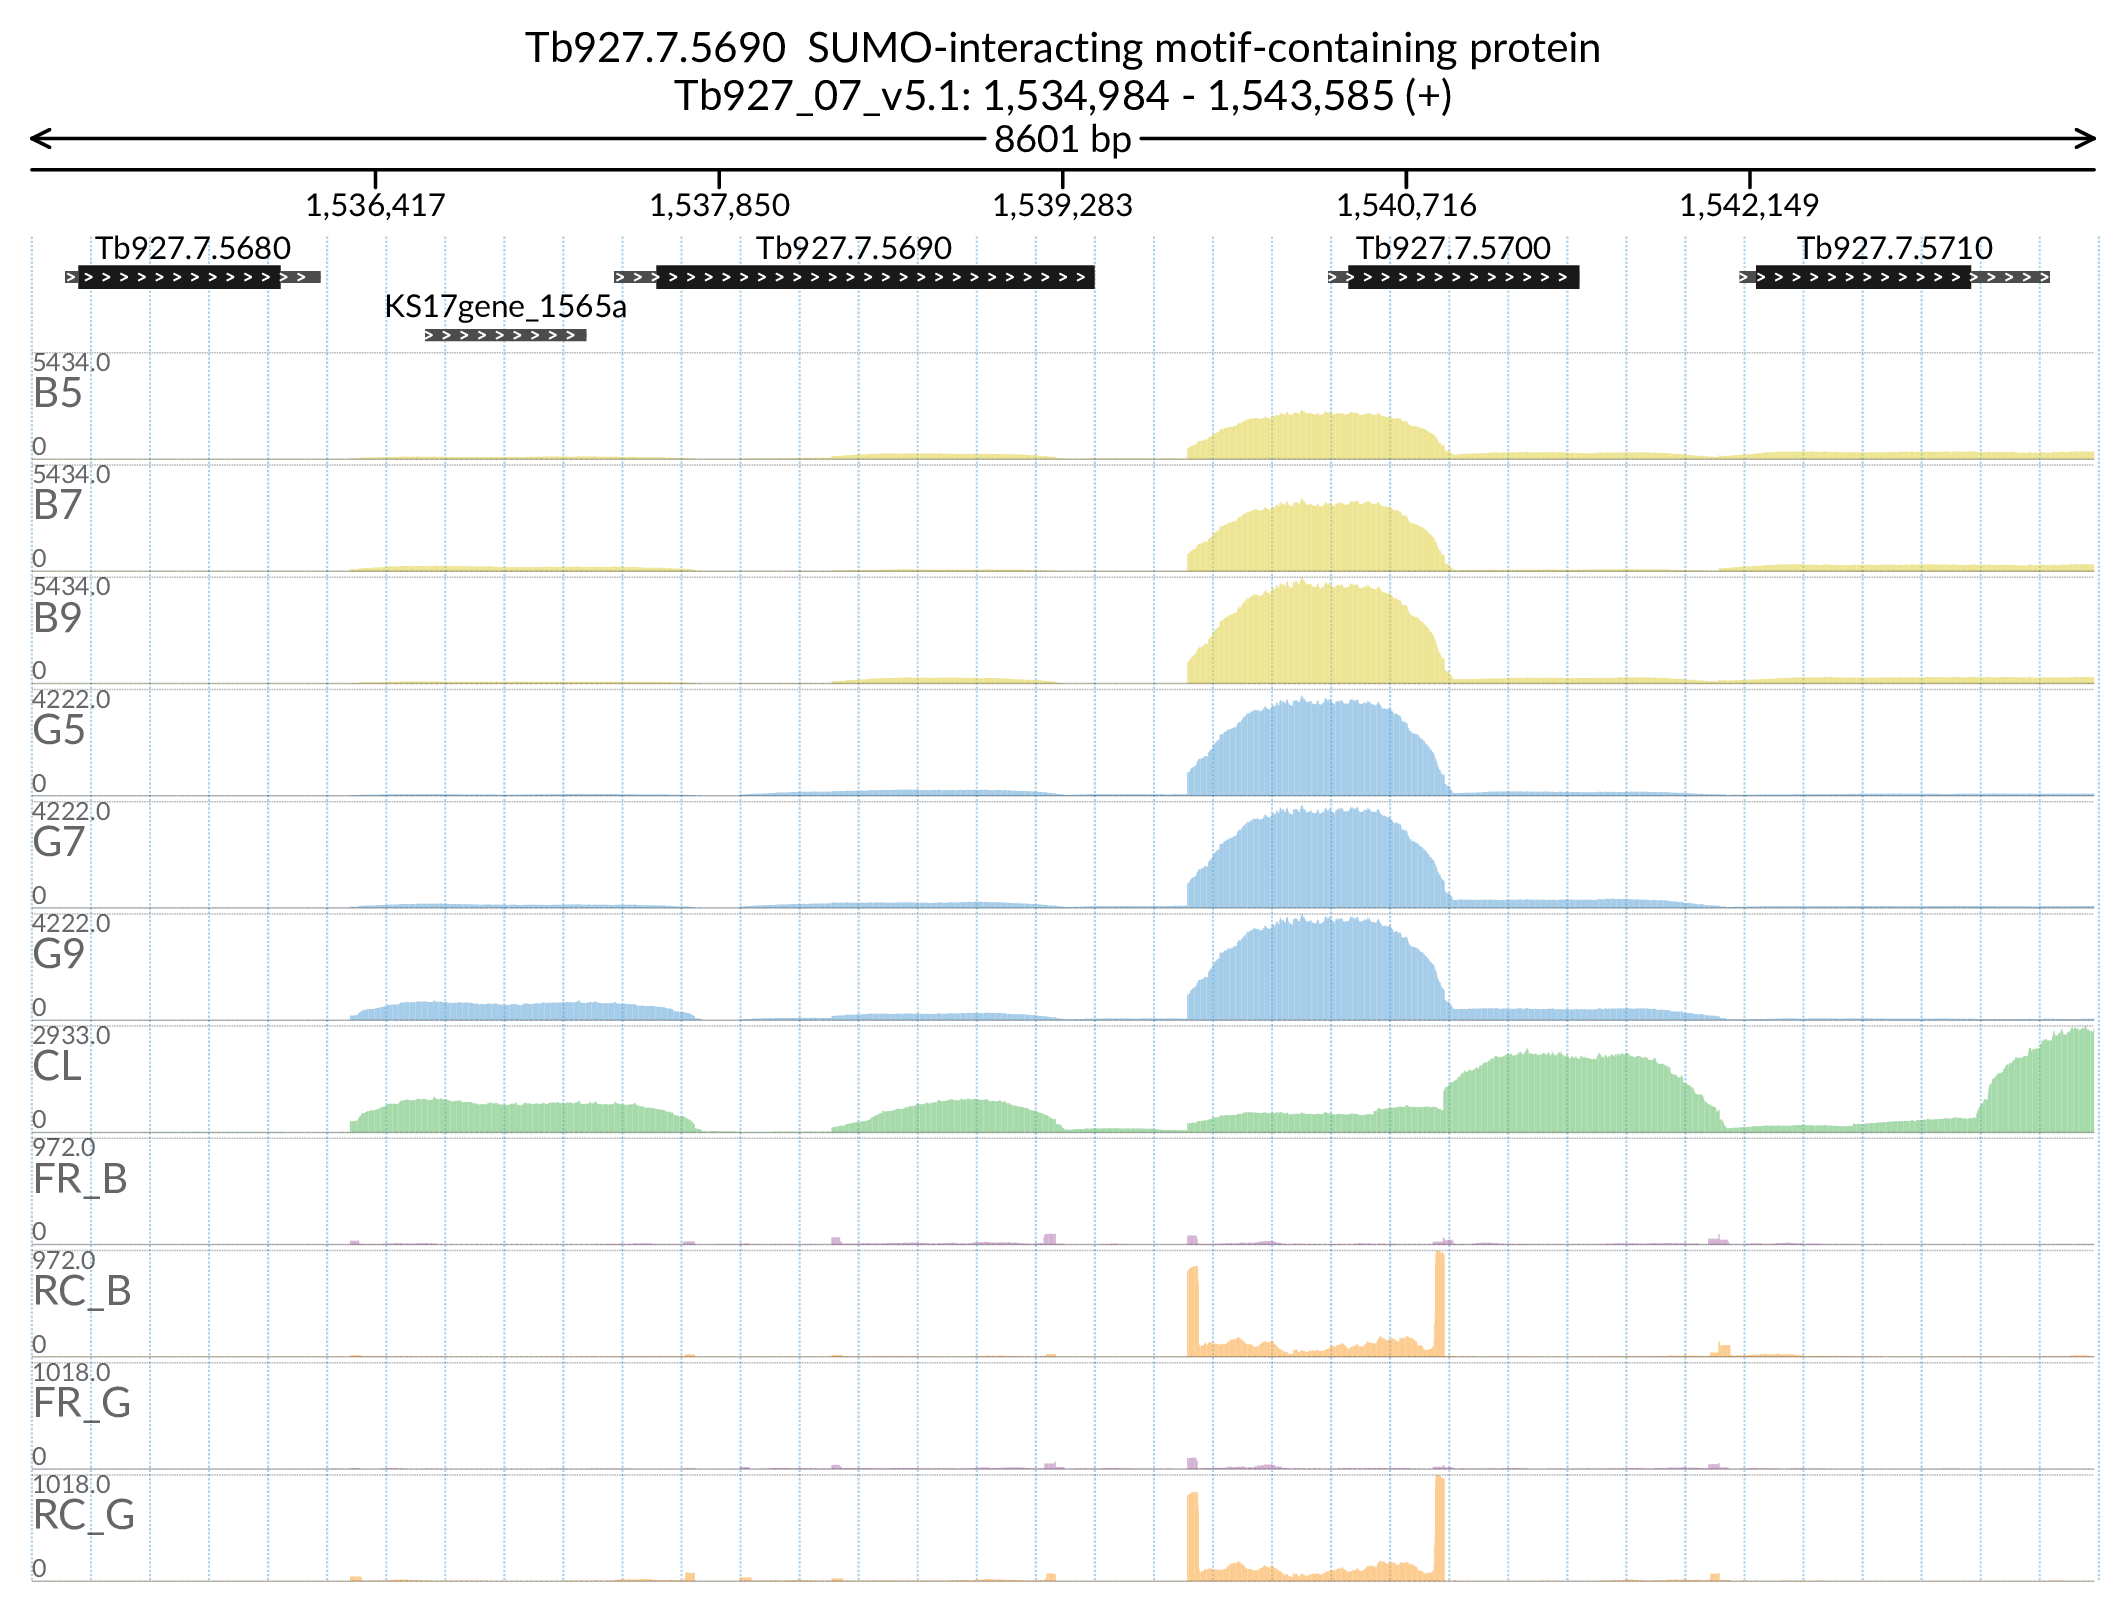 Tb927.7.5690  SUMO-interacting motif-containing protein
Tb927_07_v5.1: 1,534,984 - 1,543,585 (+)
8601 bp
1,536,417 1,537,850 1,539,283 1,540,716 1,542,149
Tb927.7.5680 Tb927.7.5690 Tb927.7.5700 Tb927.7.5710
KS17gene_1565a
5434.0
B5
0
5434.0
B7
0
5434.0
B9
0
4222.0
G5
0
4222.0
G7
0
4222.0
G9
0
2933.0
CL
0
972.0
FR_B
0
972.0
RC_B
0
1018.0
FR_G
0
1018.0
RC_G
0